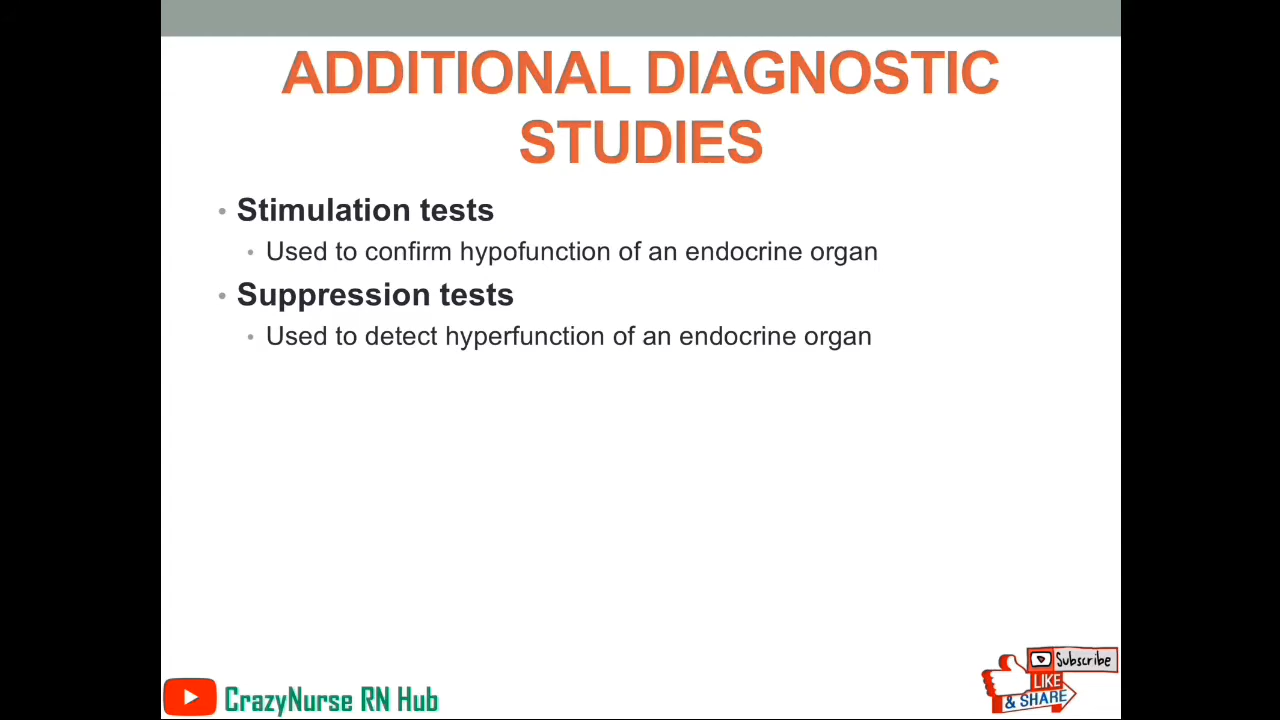 ADDITIONAL DIAGNOSTIC
STUDIES
• Stimulation tests
• Used to confirm hypofunction of an endocrine organ
• Suppression tests
• Used to detect hyperfunction of an endocrine organ
Subscribe
LIKE
& SHARE
CrazyNurse RN Hub